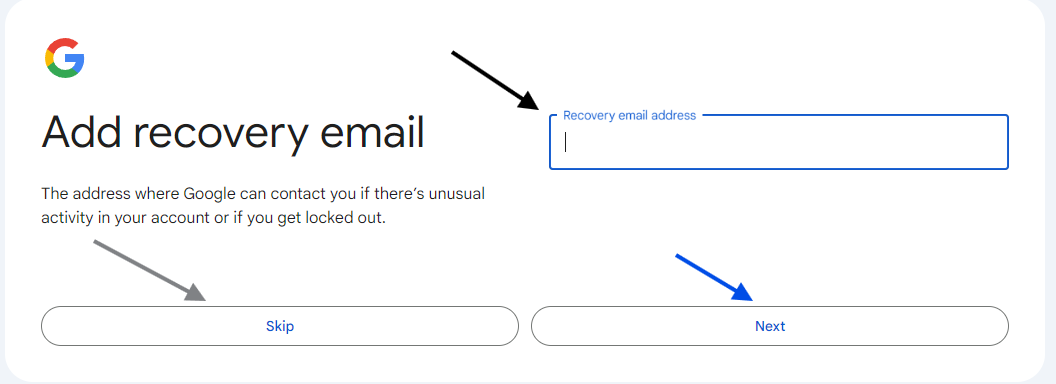 Add recovery email
The address where Google can contact you if there's unusual
activity in your account or if you get locked out.
Recovery email address
Skip
Next